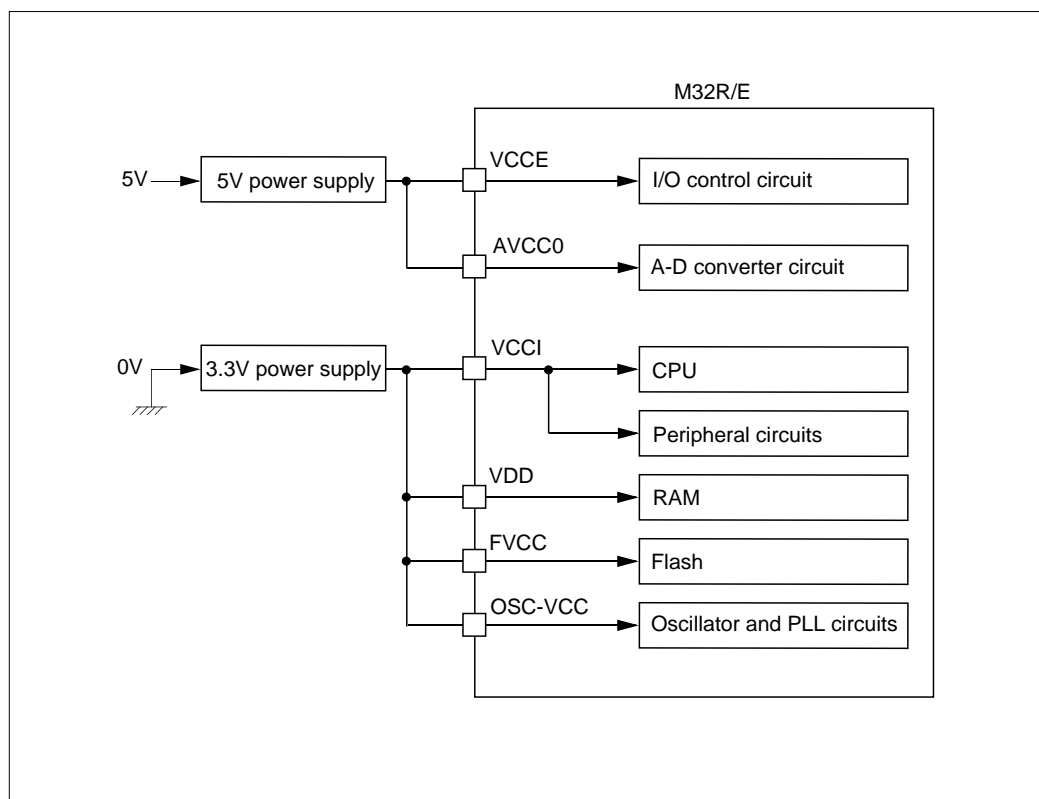 M32R/E
5V
5V power supply
VCCE
I/O control circuit
AVCC0
A-D converter circuit
0V
3.3V power supply
VCCI
CPU
Peripheral circuits
VDD
RAM
FVCC
Flash
OSC-VCC
Oscillator and PLL circuits